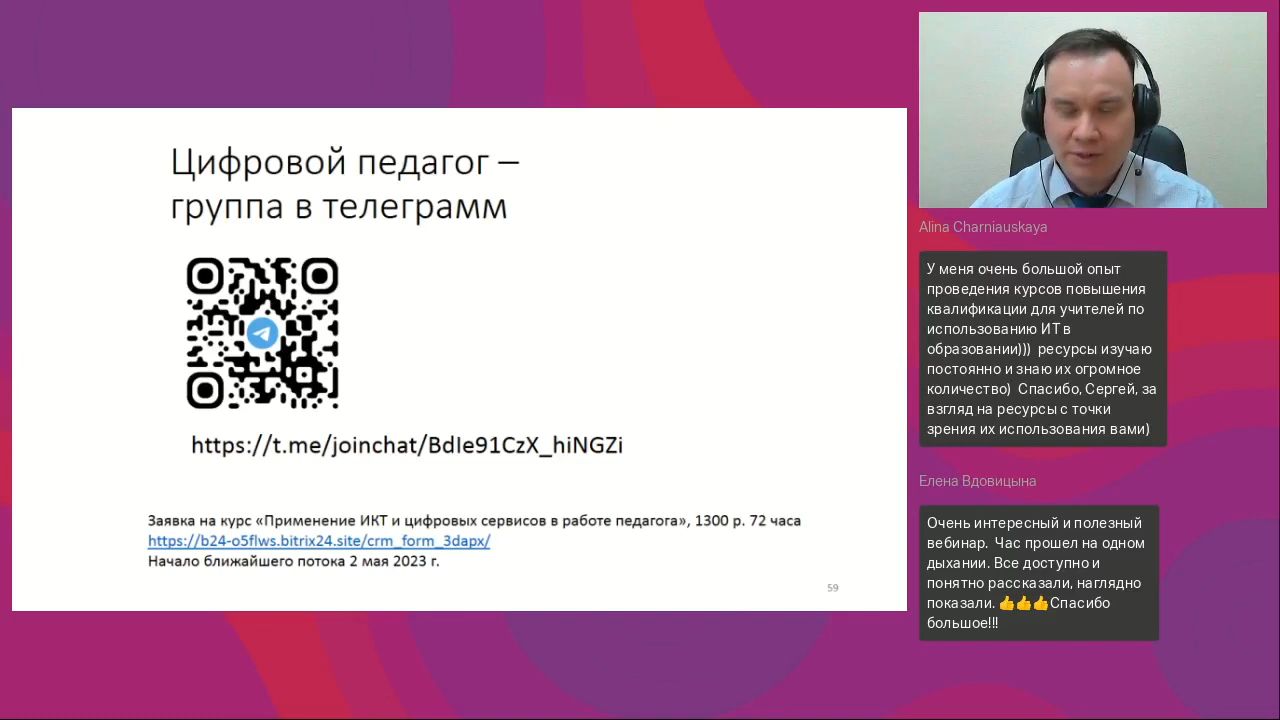 Цифровой педагог –
группа в телеграмм
https://t.me/joinchat/BdIe91CzX_hiNGZi
Заявка на курс «Применение ИКТ и цифровых сервисов в работе педагога», 1300 р. 72 часа
https://b24-o5flws.bitrix24.site/crm_form_3dapx/
Начало ближайшего потока 2 мая 2023 г.
59
Alina Charniauskaya
У меня очень большой опыт
проведения курсов повышения
квалификации для учителей по
использованию ИТ в
образовании))) ресурсы изучаю
постоянно и знаю их огромное
количество) Спасибо, Сергей, за
взгляд на ресурсы с точки
зрения их использования вами)
Елена Вдовицына
Очень интересный и полезный
вебинар. Час прошел на одном
дыхании. Все доступно и
понятно рассказали, наглядно
показали. 👍👍👍Спасибо
большое!!!